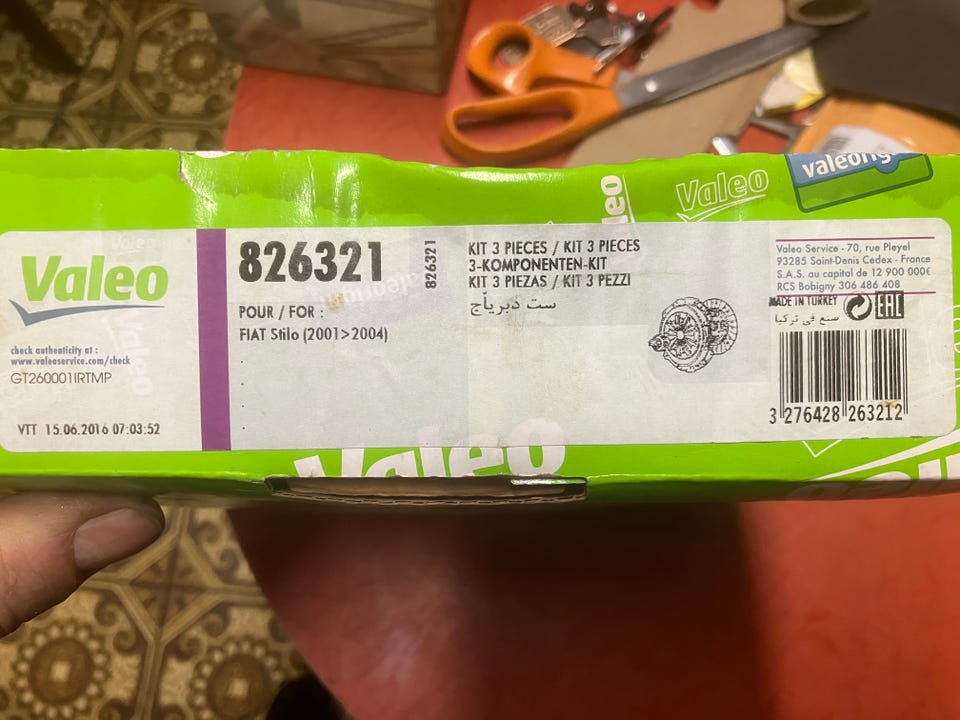 Valeo
valeorig
Valeo
check authenticity at :
www.valeoservice.com/check
GT260001IRTMP
VTT 15.06.2016 07:03:52
826321
826321
POUR / FOR :
FIAT Stilo (2001>2004)
KIT 3 PIECES / KIT 3 PIECES
3-KOMPONENTEN-KIT
KIT 3 PIEZAS / KIT 3 PEZZI
ست دبرياج
Valeo Service - 70, rue Pleyel
93285 Saint-Denis Cedex - France
S.A.S. au capital de 12 900 000€
RCS Bobigny 306 486 408
MADE IN TURKEY
صنع في تركيا
EAC
3 276428 263212
Valeo